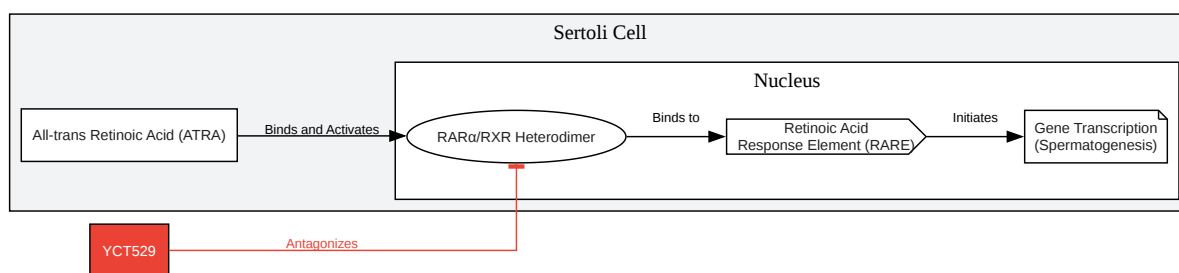 Sertoli Cell
Nucleus
All-trans Retinoic Acid (ATRA)
Binds and Activates
RARα/RXR Heterodimer
Binds to
Retinoic Acid
Response Element (RARE)
Initiates
Gene Transcription
(Spermatogenesis)
YCT529
Antagonizes